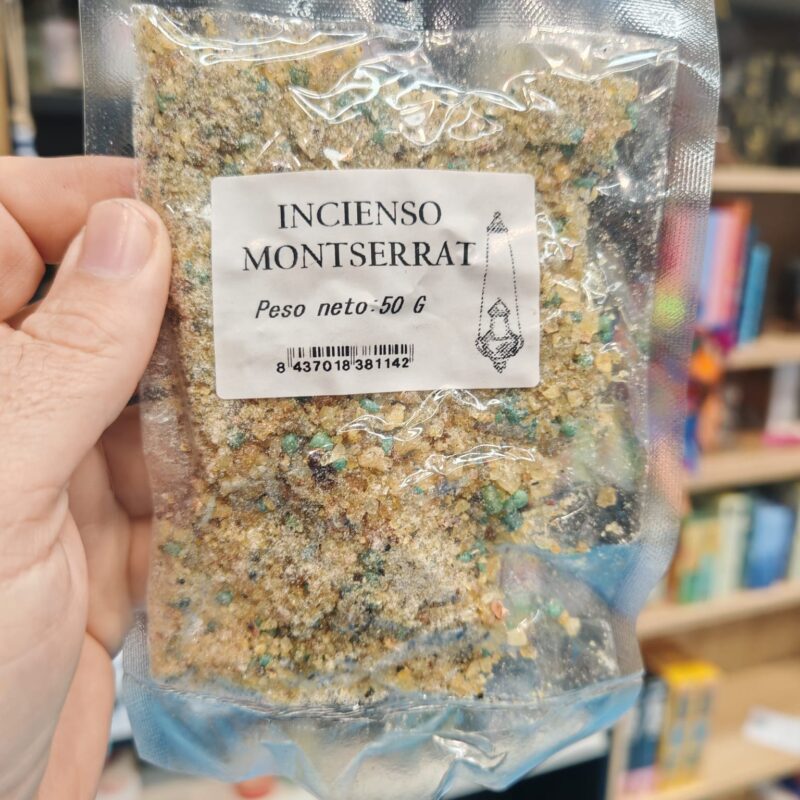 INCIENSO
MONTSERRAT
Peso neto:50 G
8 437018 381142